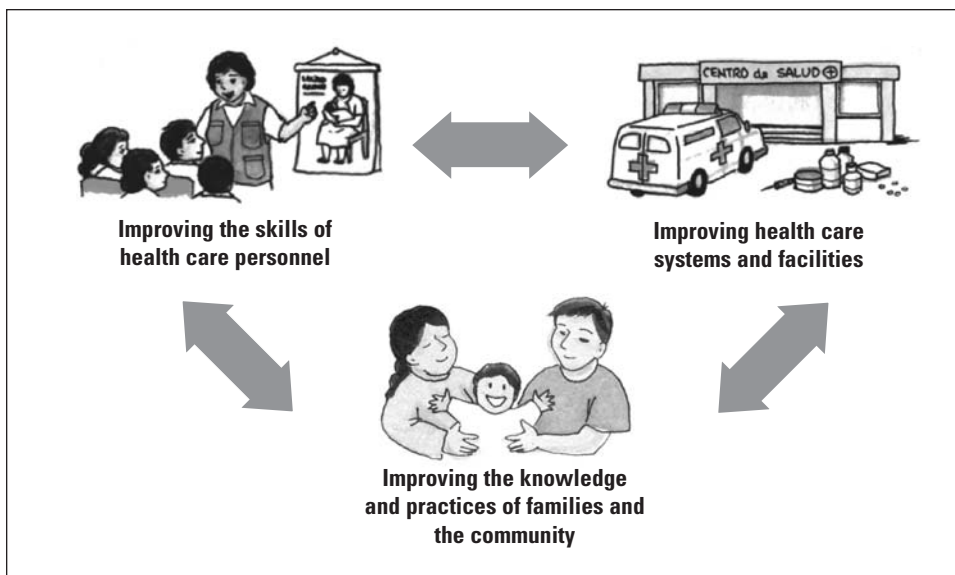 CENTRO de SALUD
Improving the skills of
health care personnel
Improving health care
systems and facilities
Improving the knowledge
and practices of families and
the community